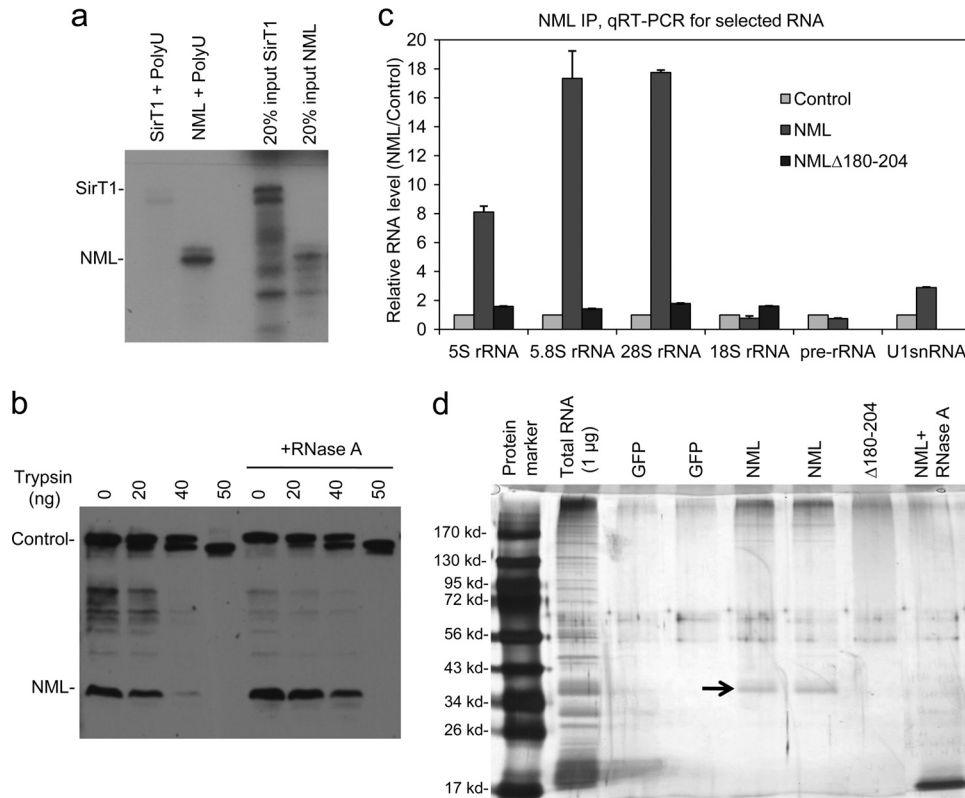 a
SirT1 + PolyU
NML + PolyU
20% input SirT1
20% input NML
SirT1-
NML-
b
+RNase A
Trypsin
(ng)
0 20 40 50 0 20 40 50
Control-
NML-
c
NML IP, qRT-PCR for selected RNA
Relative RNA level (NML/Control)
20
18
16
14
12
10
8
6
4
2
0
Control
NML
NMLΔ180-204
5S rRNA 5.8S rRNA 28S rRNA 18S rRNA pre-rRNA U1snRNA
d
Protein
marker
Total RNA
(1 µg)
GFP
GFP
NML
NML
Δ180-204
NML+
RNase A
170 kd-
130 kd-
95 kd-
72 kd-
56 kd-
43 kd-
34 kd-
26 kd-
17 kd-